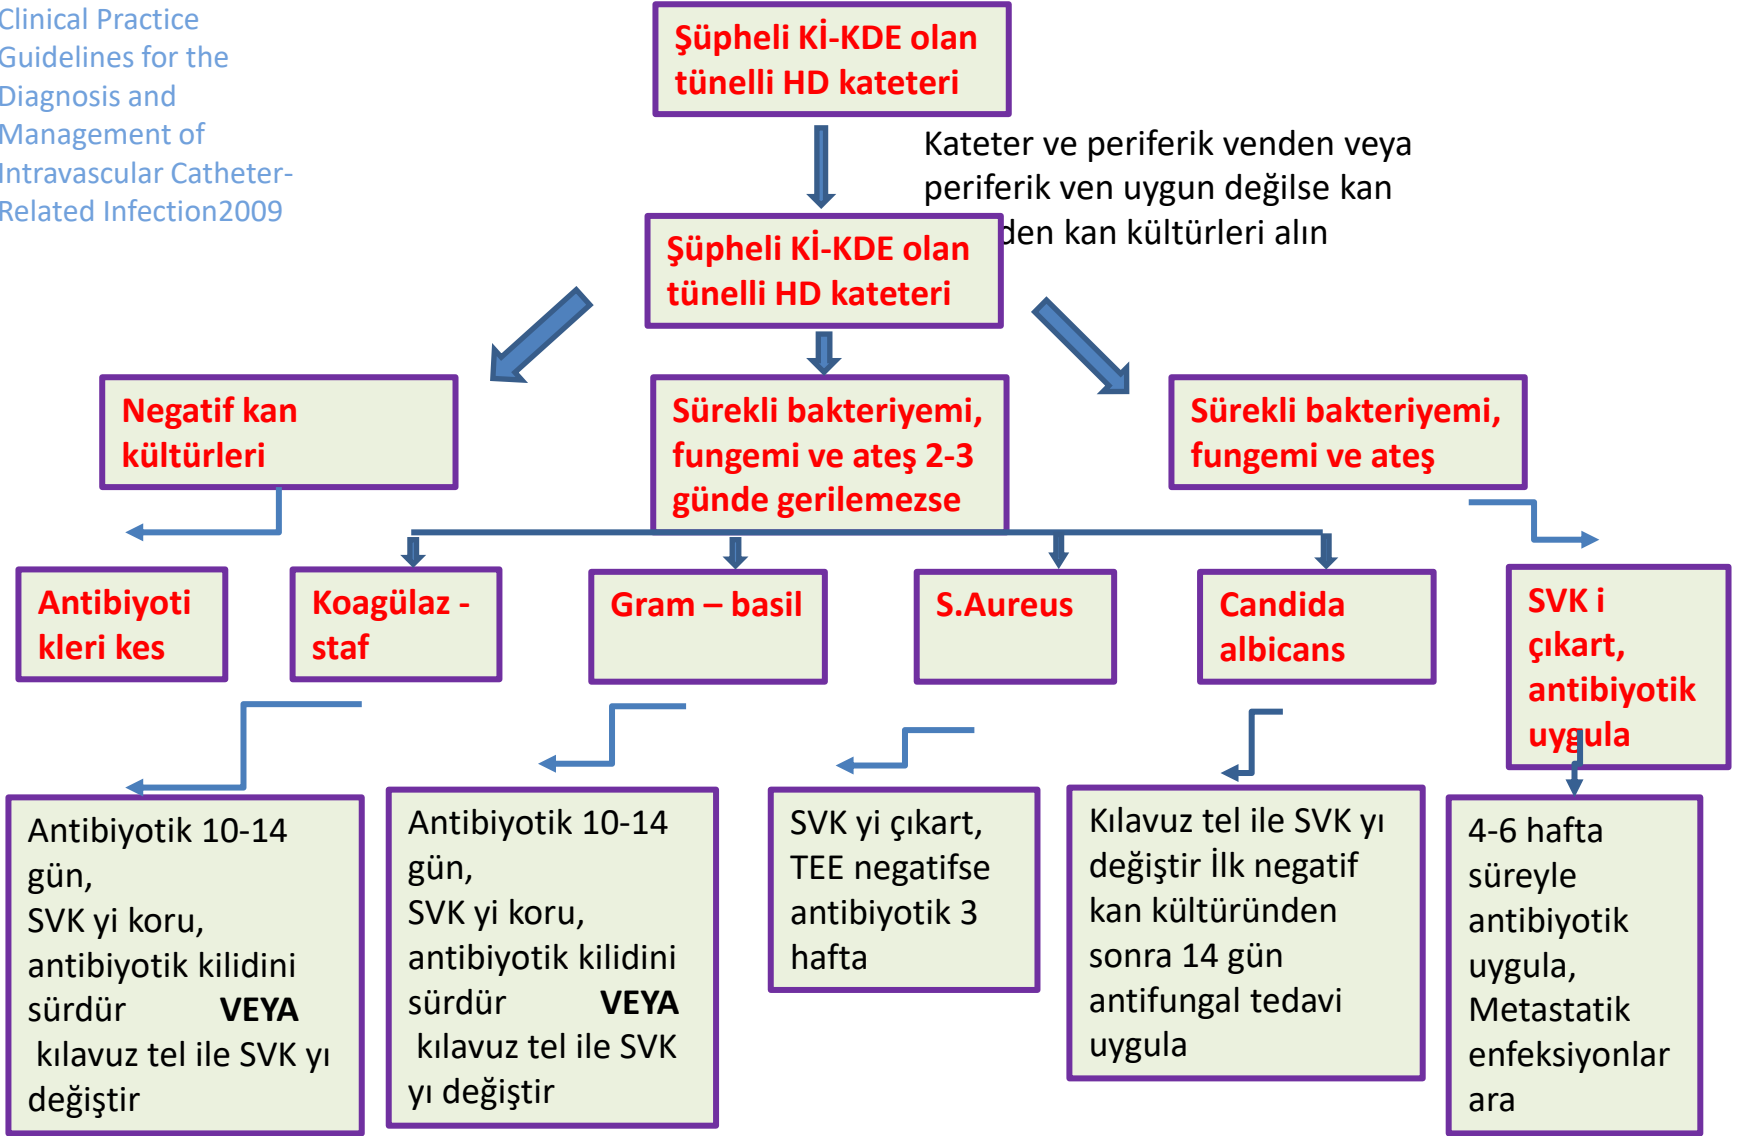 Clinical Practice
Guidelines for the
Diagnosis and
Management of
Intravascular Catheter-
Related Infection2009
Şüpheli Kİ-KDE olan
tünelli HD kateteri
Kateter ve periferik venden veya
periferik ven uygun değilse kan
den kan kültürleri alın
Şüpheli Kİ-KDE olan
tünelli HD kateteri
Negatif kan
kültürleri
Sürekli bakteriyemi,
fungemi ve ateş 2-3
günde gerilemezse
Sürekli bakteriyemi,
fungemi ve ateş
Antibiyoti
kleri kes
Koagülaz -
staf
Gram – basil
S.Aureus
Candida
albicans
SVK i
çıkart,
antibiyotik
uygula
Antibiyotik 10-14
gün,
SVK yi koru,
antibiyotik kilidini
sürdür VEYA
kılavuz tel ile SVK yı
değiştir
Antibiyotik 10-14
gün,
SVK yi koru,
antibiyotik kilidini
sürdür VEYA
kılavuz tel ile SVK
yı değiştir
SVK yi çıkart,
TEE negatifse
antibiyotik 3
hafta
Kılavuz tel ile SVK yı
değiştir İlk negatif
kan kültüründen
sonra 14 gün
antifungal tedavi
uygula
4-6 hafta
süreyle
antibiyotik
uygula,
Metastatik
enfeksiyonlar
ara